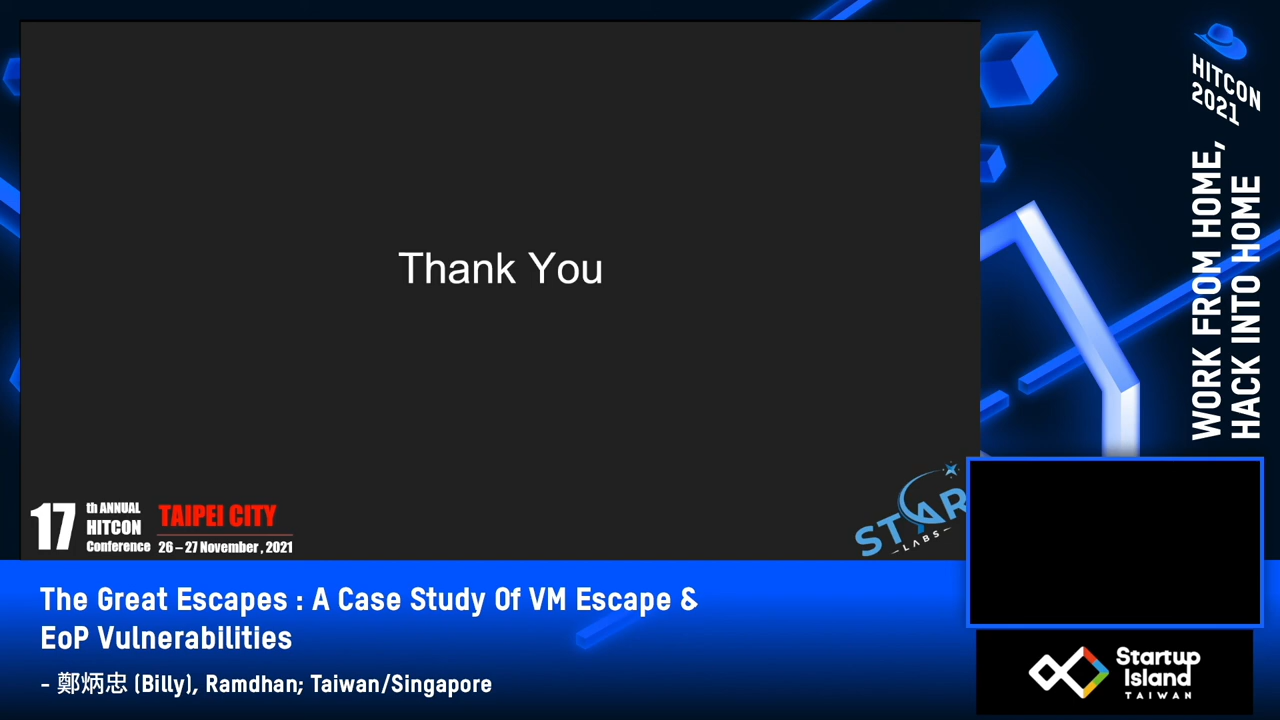 Thank You
17
th ANNUAL
HITCON
Conference
TAIPEI CITY
26 – 27 November , 2021
STAR
LABS
The Great Escapes : A Case Study Of VM Escape &
EoP Vulnerabilities
- 鄭炳忠 (Billy), Ramdhan; Taiwan/Singapore
HITCON
2021
WORK FROM HOME,
HACK INTO HOME
Startup
Island
TAIWAN